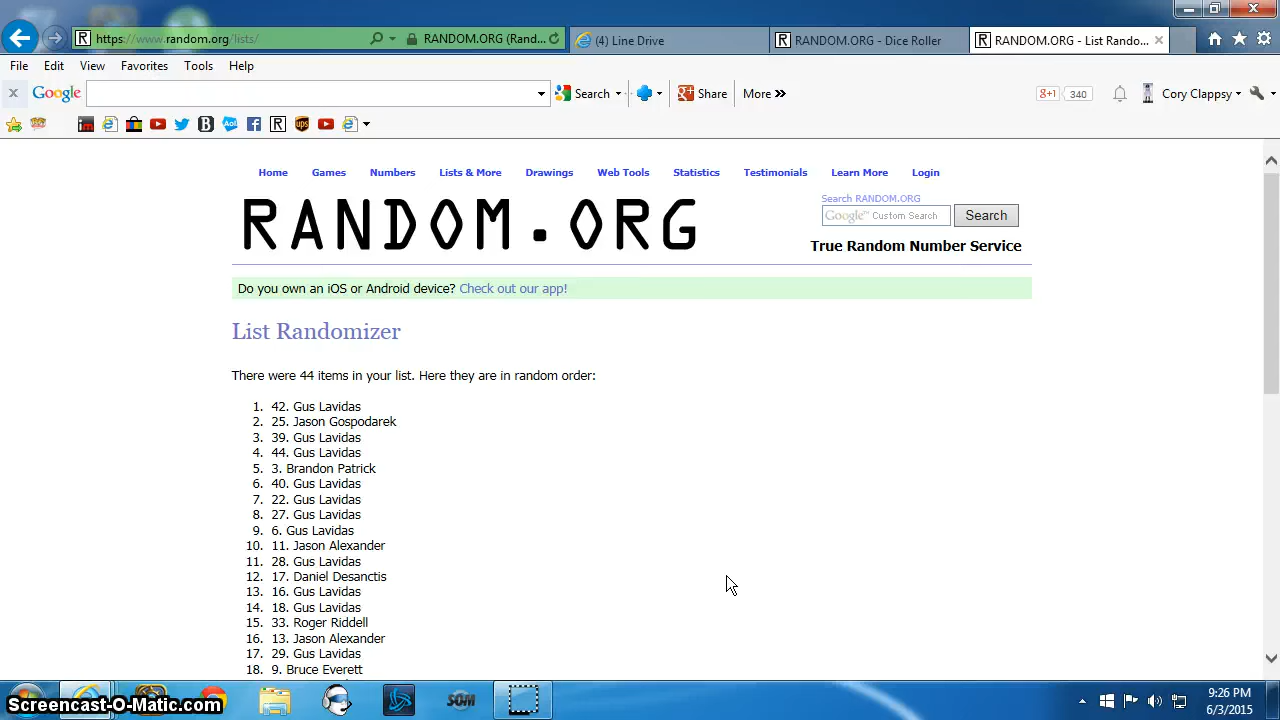 https://www.random.org/lists/
RANDOM.ORG (Rand...
(4) Line Drive
RANDOM.ORG - Dice Roller
RANDOM.ORG - List Rando...
File Edit View Favorites Tools Help
Google Search Share More »
g+1 340 Cory Clappsy
Home Games Numbers Lists & More Drawings Web Tools Statistics Testimonials Learn More Login
Search RANDOM.ORG
RANDOM.ORG
Google™ Custom Search Search
True Random Number Service
Do you own an iOS or Android device? Check out our app!
List Randomizer
There were 44 items in your list. Here they are in random order:
1. 42. Gus Lavidas
2. 25. Jason Gospodarek
3. 39. Gus Lavidas
4. 44. Gus Lavidas
5. 3. Brandon Patrick
6. 40. Gus Lavidas
7. 22. Gus Lavidas
8. 27. Gus Lavidas
9. 6. Gus Lavidas
10. 11. Jason Alexander
11. 28. Gus Lavidas
12. 17. Daniel Desanctis
13. 16. Gus Lavidas
14. 18. Gus Lavidas
15. 33. Roger Riddell
16. 13. Jason Alexander
17. 29. Gus Lavidas
18. 9. Bruce Everett
Screencast-O-Matic.com
SOM
9:26 PM
6/3/2015